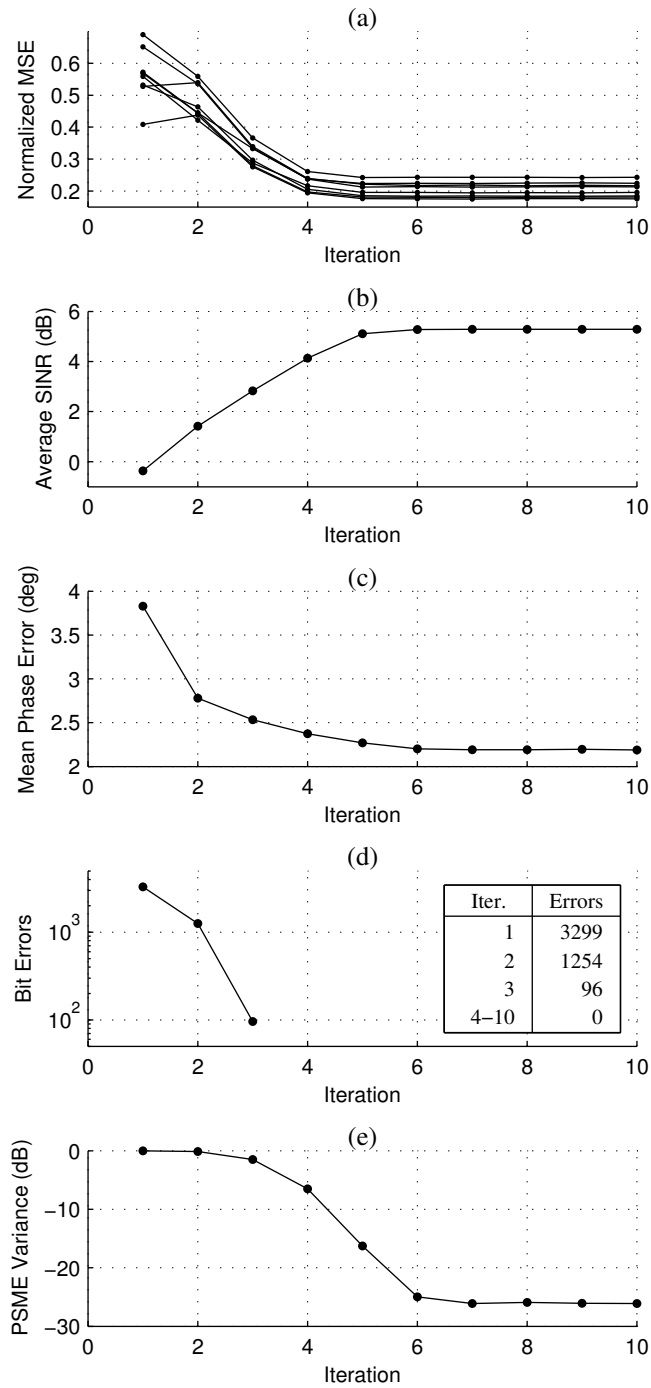 (a)
Normalized MSE
0.6
0.5
0.4
0.3
0.2
0 2 4 6 8 10
Iteration
(b)
Average SINR (dB)
6
4
2
0
0 2 4 6 8 10
Iteration
(c)
Mean Phase Error (deg)
4
3.5
3
2.5
2
0 2 4 6 8 10
Iteration
(d)
Bit Errors
10^3
10^2
Iter. Errors
1 3299
2 1254
3 96
4–10 0
0 2 4 6 8 10
Iteration
(e)
PSME Variance (dB)
0
−10
−20
−30
0 2 4 6 8 10
Iteration